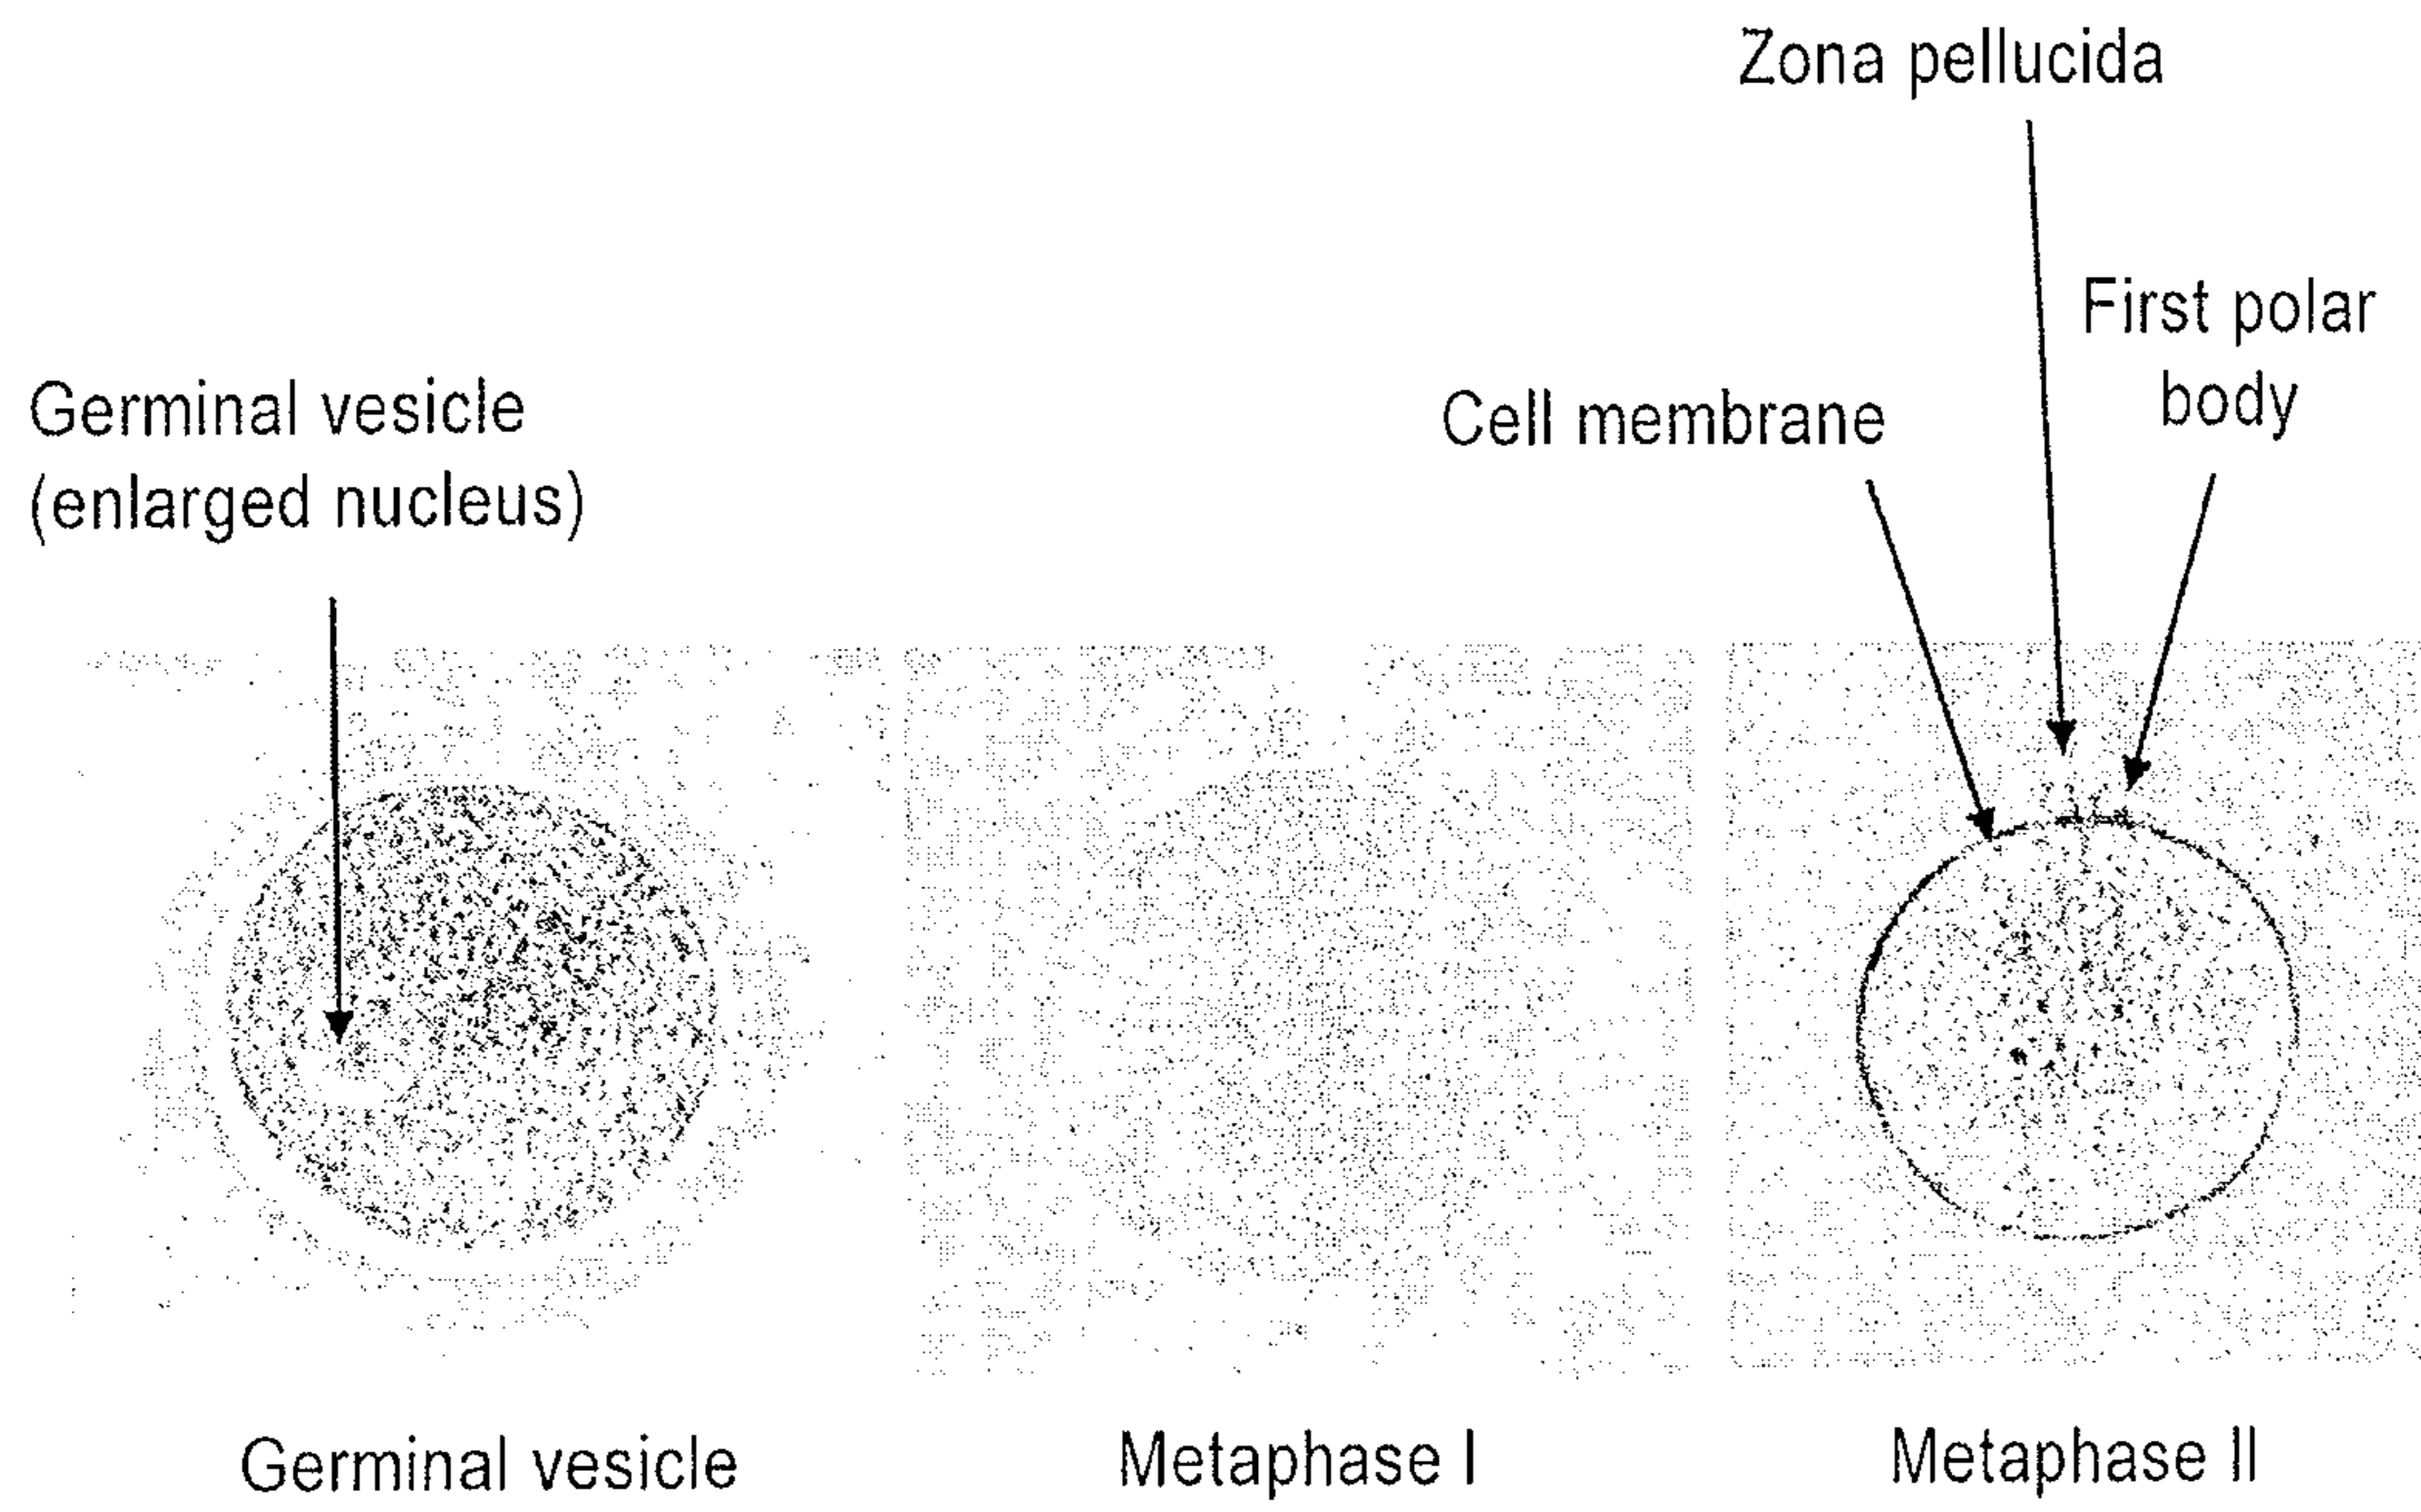 Zona pellucida
First polar
body
Cell membrane
Germinal vesicle
(enlarged nucleus)
Germinal vesicle
Metaphase I
Metaphase II